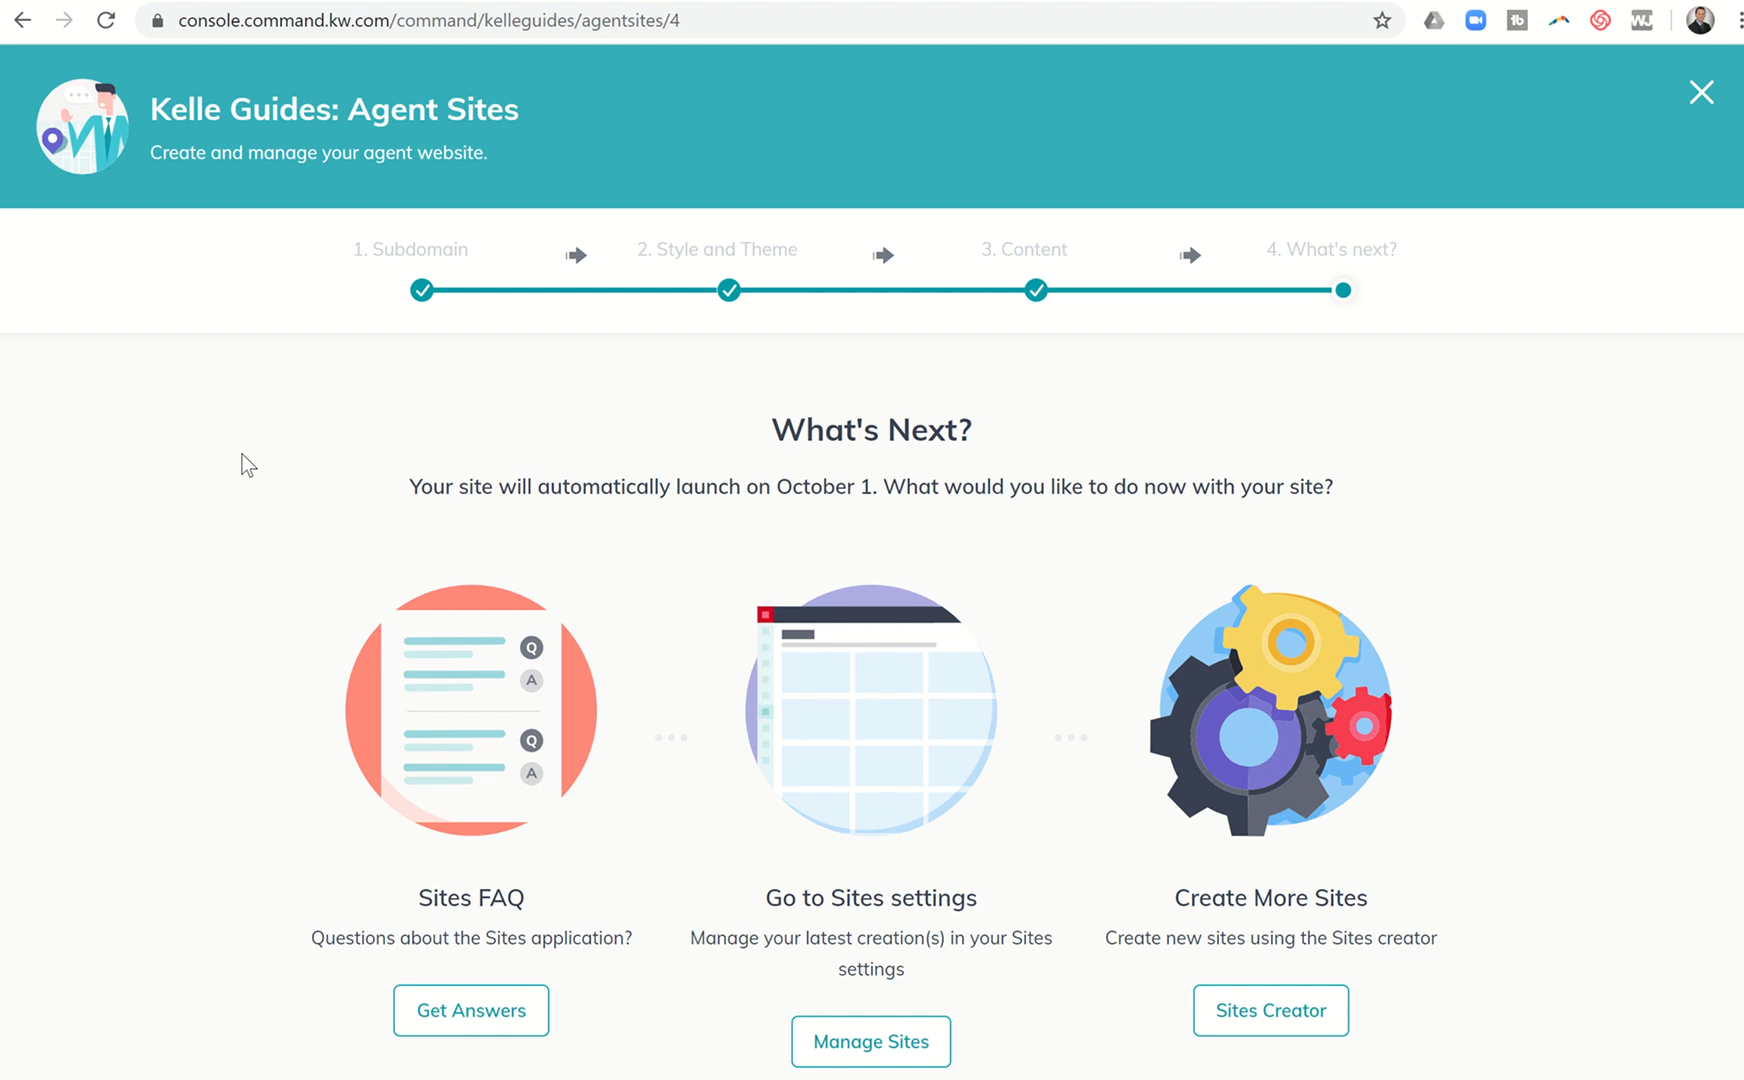 console.command.kw.com/command/kelleguides/agentsites/4
Kelle Guides: Agent Sites
Create and manage your agent website.
1. Subdomain
2. Style and Theme
3. Content
4. What's next?
What's Next?
Your site will automatically launch on October 1. What would you like to do now with your site?
Q
A
Q
A
Sites FAQ
Questions about the Sites application?
Get Answers
Go to Sites settings
Manage your latest creation(s) in your Sites
settings
Manage Sites
Create More Sites
Create new sites using the Sites creator
Sites Creator